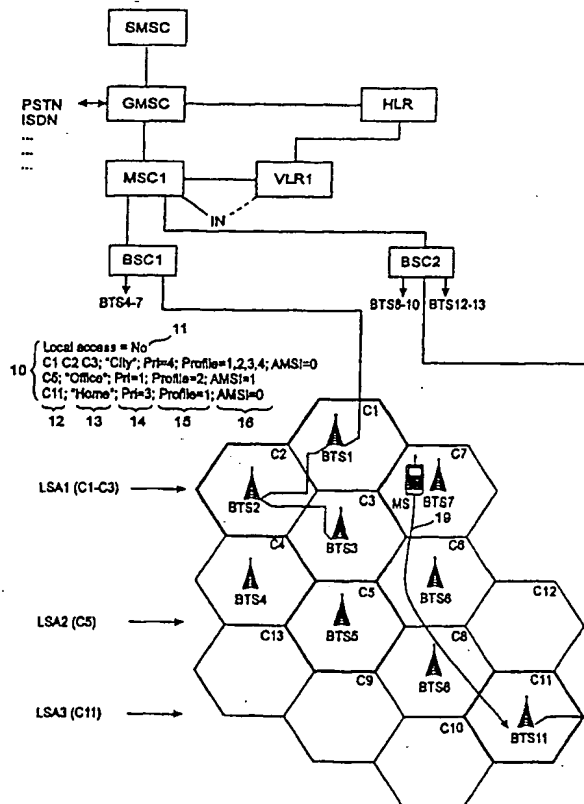 SMSC
PSTN
ISDN
...
...
...
GMSC
HLR
MSC1
VLR1
IN
BSC1
BSC2
BTS4-7
BTS8-10
BTS12-13
11
Local access = No
10
C1 C2 C3; "City"; Pri=4; Profile=1,2,3,4; AMSI=0
C5; "Office"; Pri=1; Profile=2; AMSI=1
C11; "Home"; Pri=3; Profile=1; AMSI=0
12 13 14 15 16
C1
BTS1
C2
C7
LSA1 (C1-C3)
BTS2
C3
MS
BTS7
19
BTS3
C4
C6
BTS4
C5
BTS6
C12
LSA2 (C5)
C13
BTS5
C8
C9
BTS6
C11
LSA3 (C11)
C10
BTS11